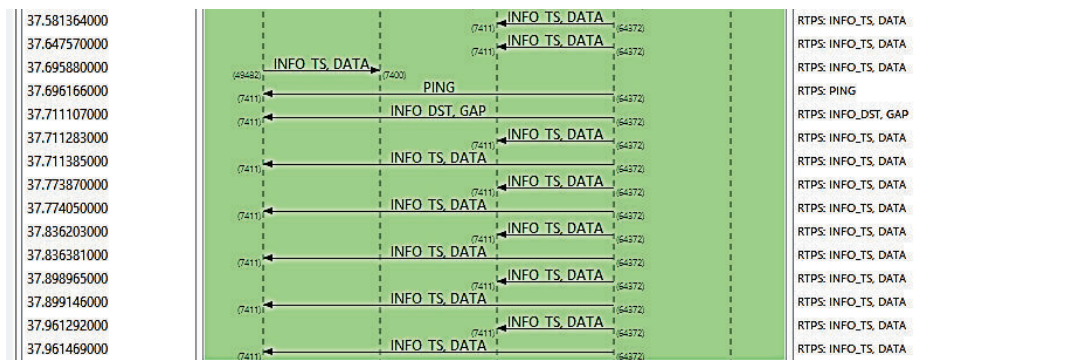 37.581364000 (7411) INFO_TS, DATA (64372) RTPS: INFO_TS, DATA
37.647570000 (7411) INFO_TS, DATA (64372) RTPS: INFO_TS, DATA
37.695880000 (49482) INFO_TS, DATA (7400) RTPS: INFO_TS, DATA
37.696166000 (7411) PING (64372) RTPS: PING
37.711107000 (7411) INFO_DST, GAP (64372) RTPS: INFO_DST, GAP
37.711283000 (7411) INFO_TS, DATA (64372) RTPS: INFO_TS, DATA
37.711385000 (7411) INFO_TS, DATA (64372) RTPS: INFO_TS, DATA
37.773870000 (7411) INFO_TS, DATA (64372) RTPS: INFO_TS, DATA
37.774050000 (7411) INFO_TS, DATA (64372) RTPS: INFO_TS, DATA
37.836203000 (7411) INFO_TS, DATA (64372) RTPS: INFO_TS, DATA
37.836381000 (7411) INFO_TS, DATA (64372) RTPS: INFO_TS, DATA
37.898965000 (7411) INFO_TS, DATA (64372) RTPS: INFO_TS, DATA
37.899146000 (7411) INFO_TS, DATA (64372) RTPS: INFO_TS, DATA
37.961292000 (7411) INFO_TS, DATA (64372) RTPS: INFO_TS, DATA
37.961469000 (7411) INFO_TS, DATA (64372) RTPS: INFO_TS, DATA